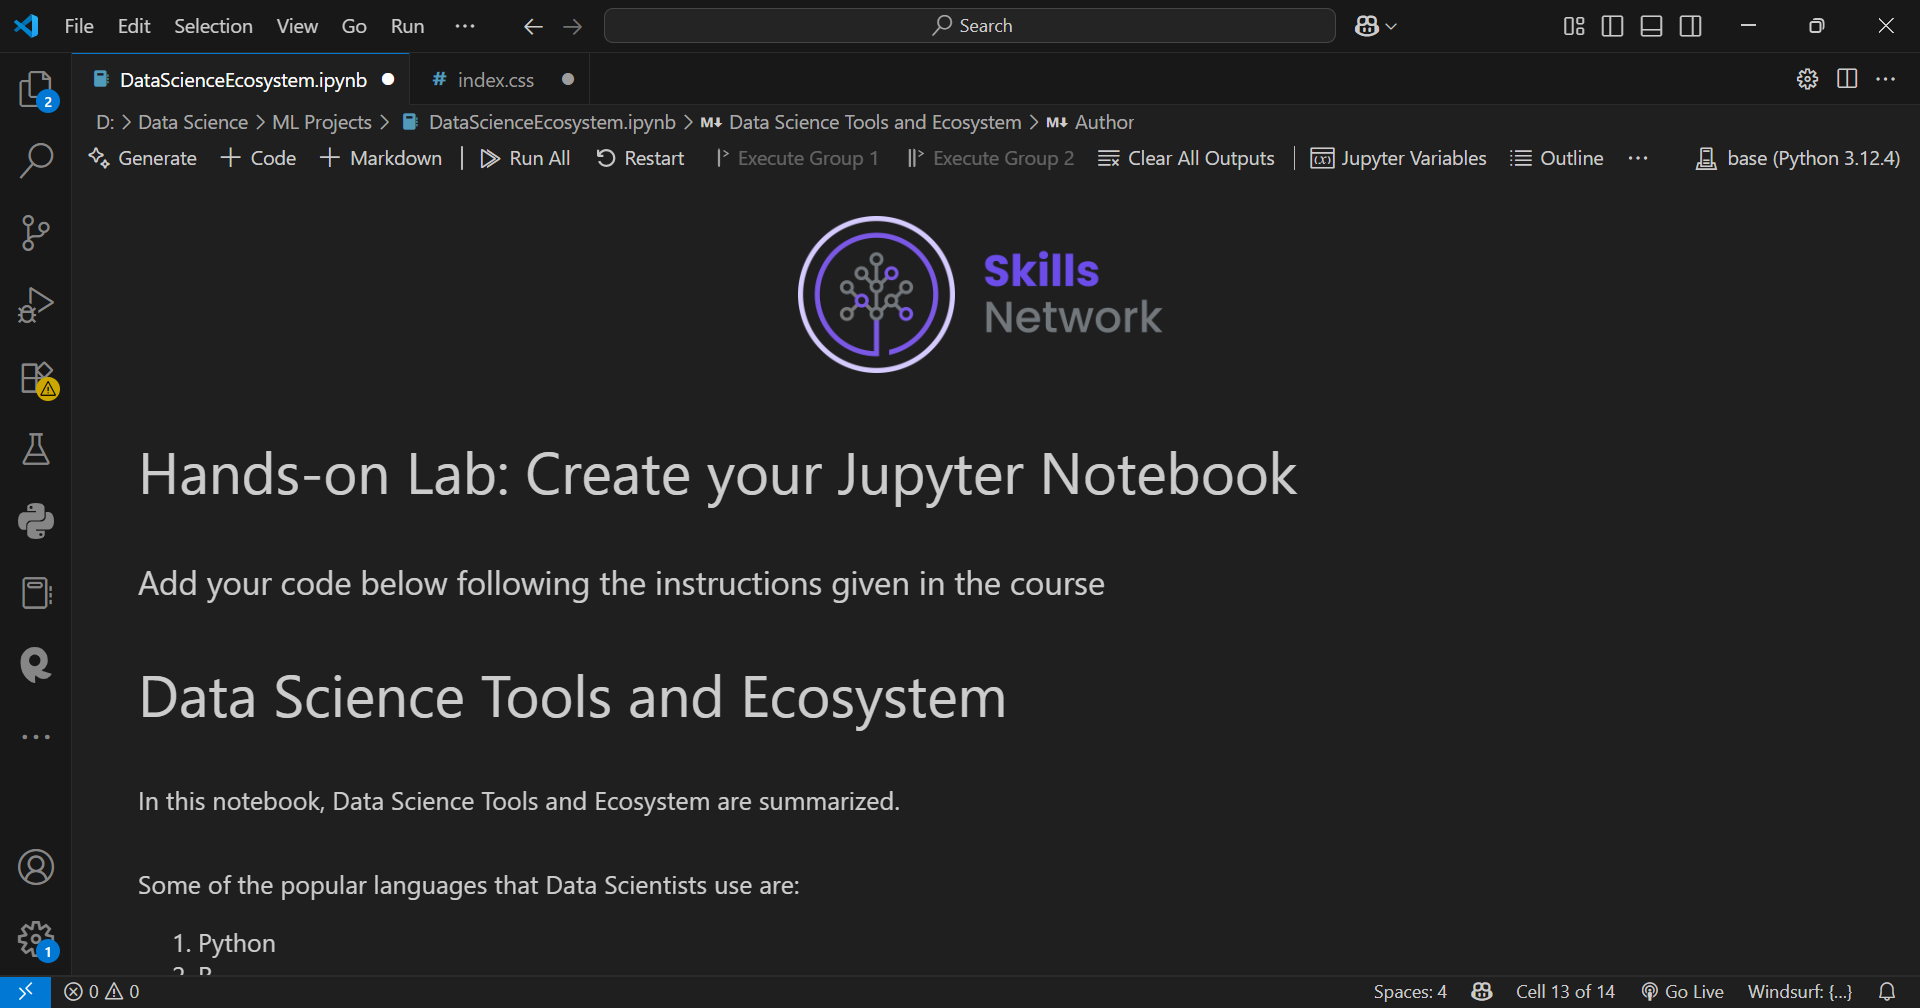 File Edit Selection View Go Run ··· Search
DataScienceEcosystem.ipynb # index.css
2
D: > Data Science > ML Projects > DataScienceEcosystem.ipynb > M↓ Data Science Tools and Ecosystem > M↓ Author
Generate + Code + Markdown | Run All Restart Execute Group 1 Execute Group 2 Clear All Outputs | (x) Jupyter Variables Outline ··· base (Python 3.12.4)
Skills
Network
Hands-on Lab: Create your Jupyter Notebook
Add your code below following the instructions given in the course
Data Science Tools and Ecosystem
In this notebook, Data Science Tools and Ecosystem are summarized.
Some of the popular languages that Data Scientists use are:
1. Python
2. R
1
0 0 Spaces: 4 Cell 13 of 14 Go Live Windsurf: {...}